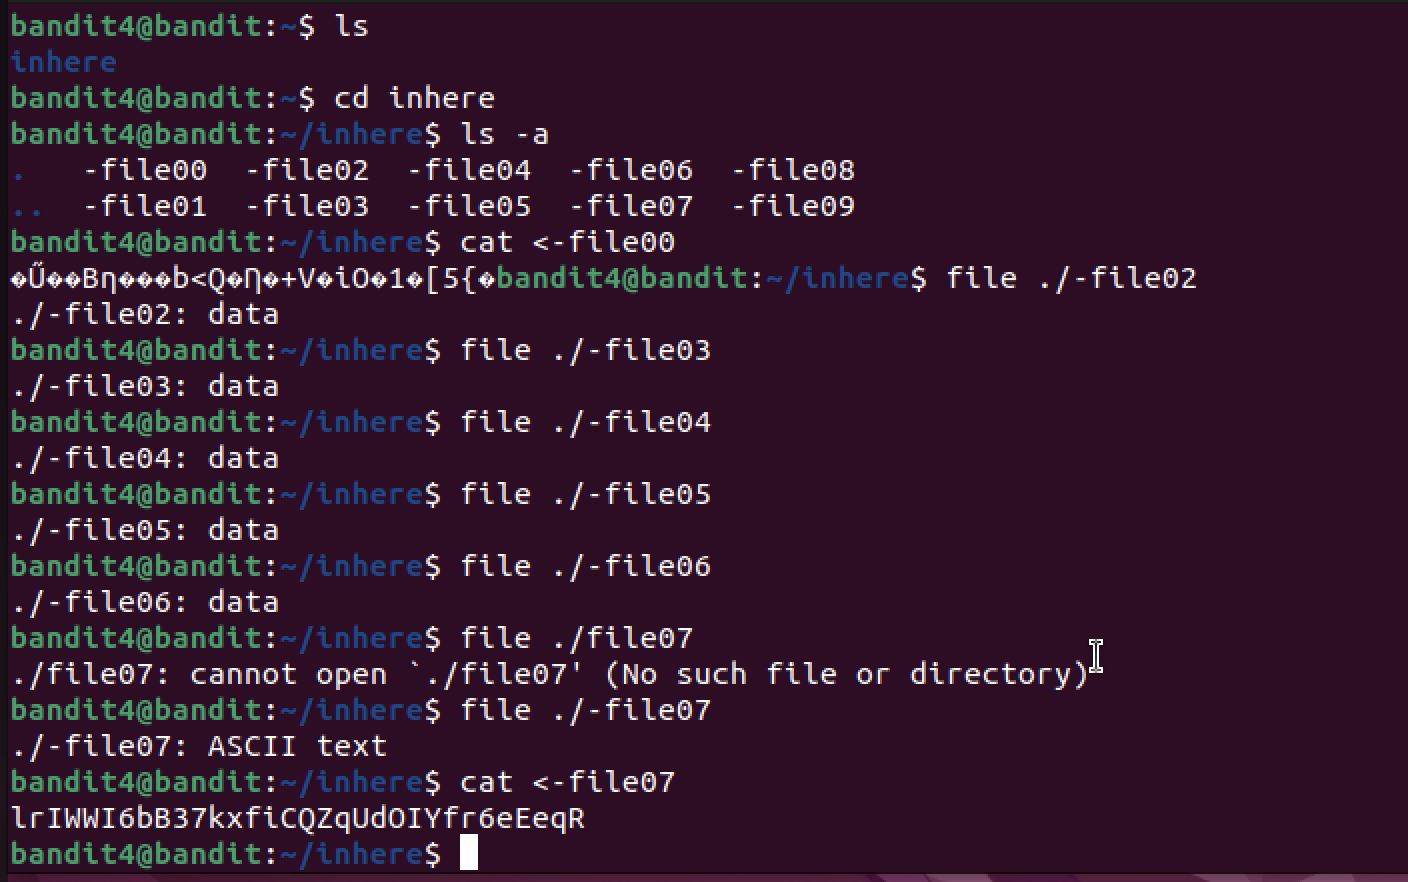 bandit4@bandit:~$ ls
inhere
bandit4@bandit:~$ cd inhere
bandit4@bandit:~/inhere$ ls -a
.   -file00  -file02  -file04  -file06  -file08
..  -file01  -file03  -file05  -file07  -file09
bandit4@bandit:~/inhere$ cat <-file00
�Ű��Bη���b<Q�Ƞ�+V�iO�1�[5{�bandit4@bandit:~/inhere$ file ./-file02
./-file02: data
bandit4@bandit:~/inhere$ file ./-file03
./-file03: data
bandit4@bandit:~/inhere$ file ./-file04
./-file04: data
bandit4@bandit:~/inhere$ file ./-file05
./-file05: data
bandit4@bandit:~/inhere$ file ./-file06
./-file06: data
bandit4@bandit:~/inhere$ file ./file07
./file07: cannot open `./file07' (No such file or directory)
bandit4@bandit:~/inhere$ file ./-file07
./-file07: ASCII text
bandit4@bandit:~/inhere$ cat <-file07
lrIWWI6bB37kxfiCQZqUdOIYfr6eEeqR
bandit4@bandit:~/inhere$